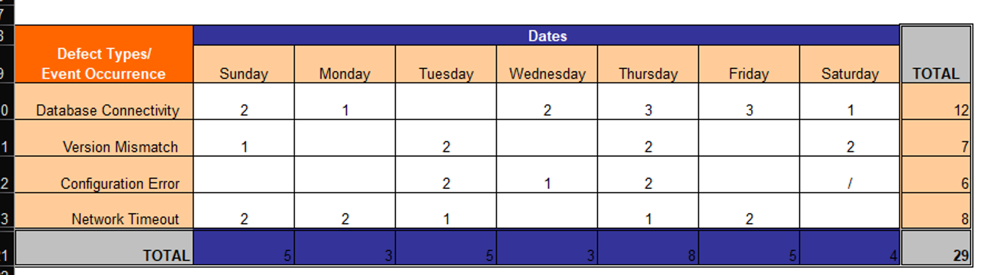 Dates
Defect Types/
Event Occurrence Sunday Monday Tuesday Wednesday Thursday Friday Saturday TOTAL
Database Connectivity 2 1 2 3 3 1 12
Version Mismatch 1 2 2 2 7
Configuration Error 2 1 2 / 6
Network Timeout 2 2 1 1 2 8
TOTAL 5 3 5 3 8 5 4 29